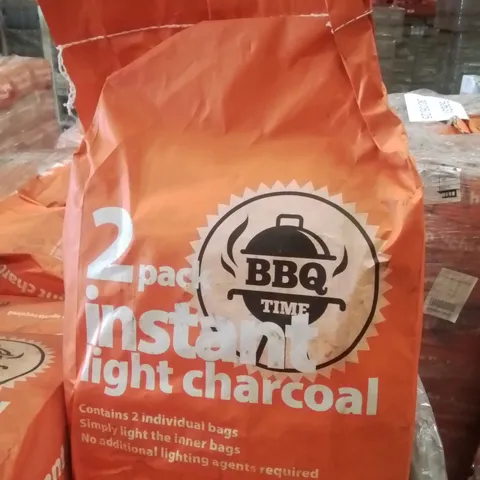 2 pack
BBQ
TIME
instant
light charcoal
Contains 2 individual bags
Simply light the inner bags
No additional lighting agents required